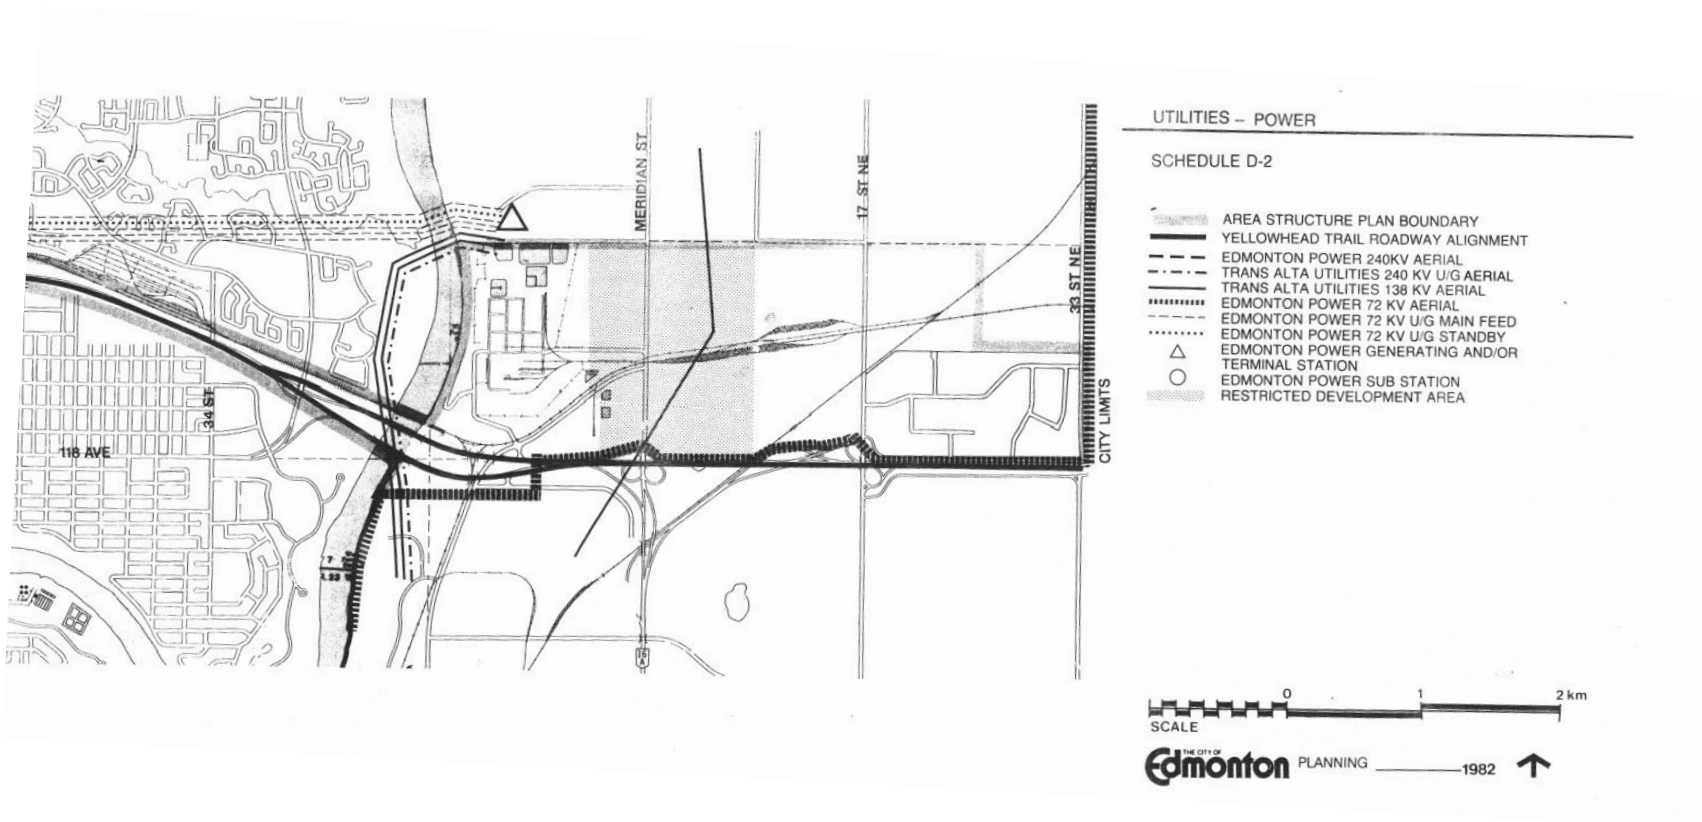 UTILITIES – POWER
SCHEDULE D-2
AREA STRUCTURE PLAN BOUNDARY
YELLOWHEAD TRAIL ROADWAY ALIGNMENT
EDMONTON POWER 240KV AERIAL
TRANS ALTA UTILITIES 240 KV U/G AERIAL
TRANS ALTA UTILITIES 138 KV AERIAL
EDMONTON POWER 72 KV AERIAL
EDMONTON POWER 72 KV U/G MAIN FEED
EDMONTON POWER 72 KV U/G STANDBY
EDMONTON POWER GENERATING AND/OR
TERMINAL STATION
EDMONTON POWER SUB STATION
RESTRICTED DEVELOPMENT AREA
MERIDIAN ST
17 ST NE
33 ST NE
CITY LIMITS
34 ST
118 AVE
16
A
0 1 2 km
SCALE
THE CITY OF
Edmonton PLANNING 1982